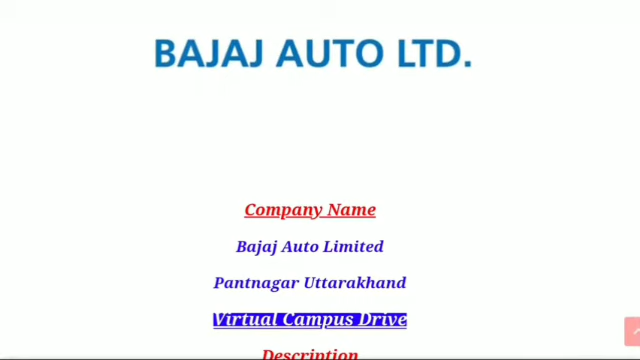 BAJAJ AUTO LTD.
Company Name
Bajaj Auto Limited
Pantnagar Uttarakhand
Virtual Campus Drive
Description